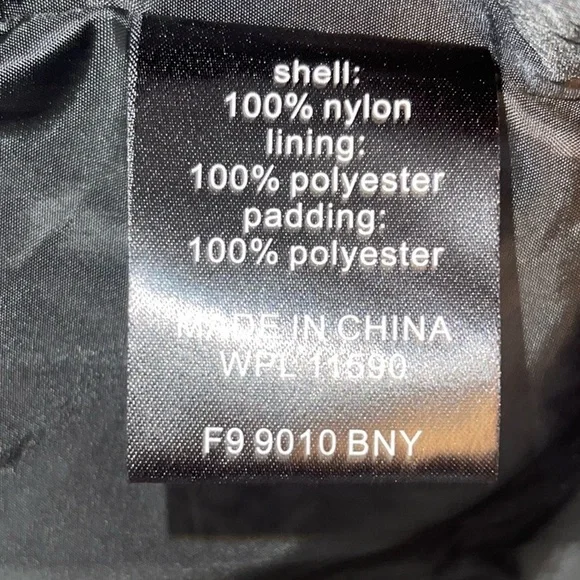 shell:
100% nylon
lining:
100% polyester
padding:
100% polyester
MADE IN CHINA
WPL 11590
F9 9010 BNY